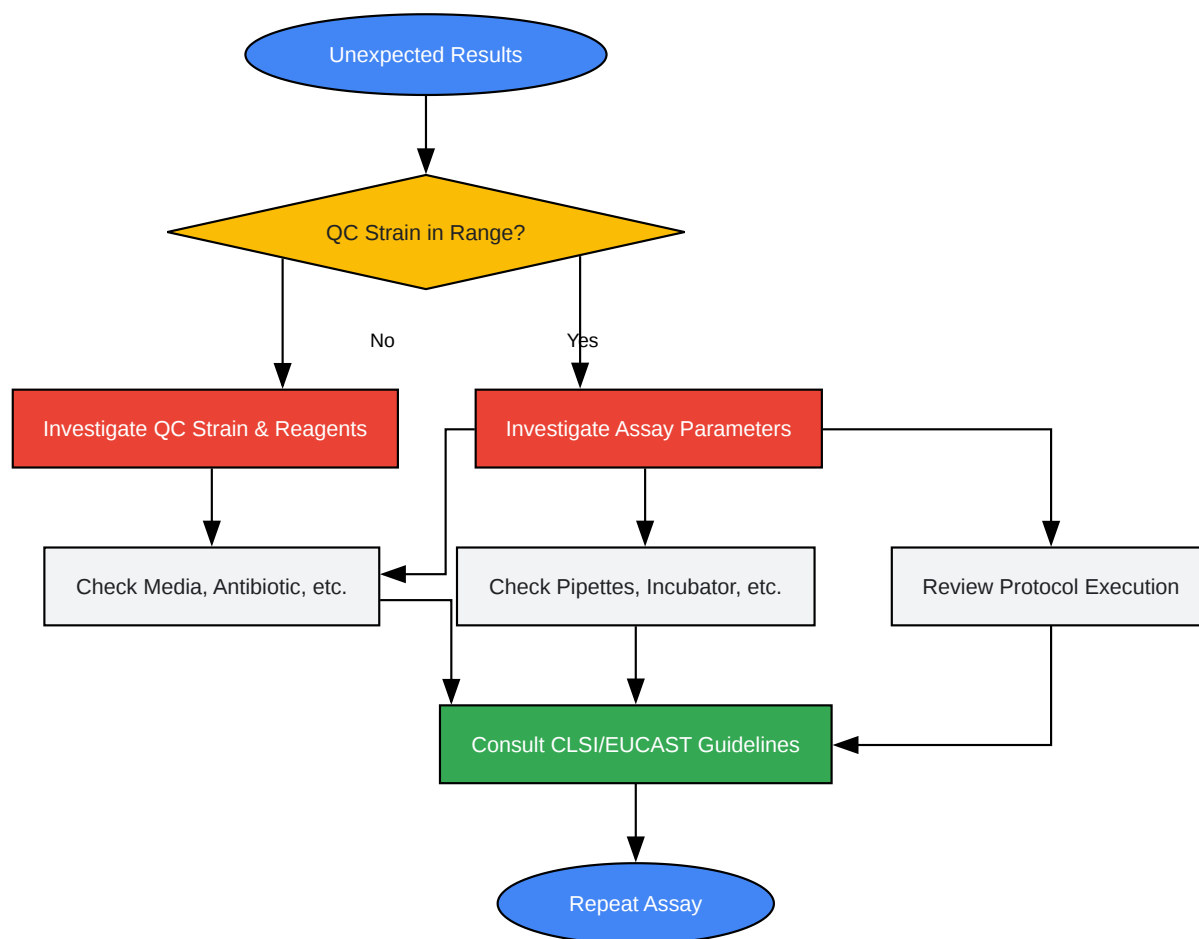 Unexpected Results
QC Strain in Range?
No
Yes
Investigate QC Strain & Reagents
Investigate Assay Parameters
Check Media, Antibiotic, etc.
Check Pipettes, Incubator, etc.
Review Protocol Execution
Consult CLSI/EUCAST Guidelines
Repeat Assay